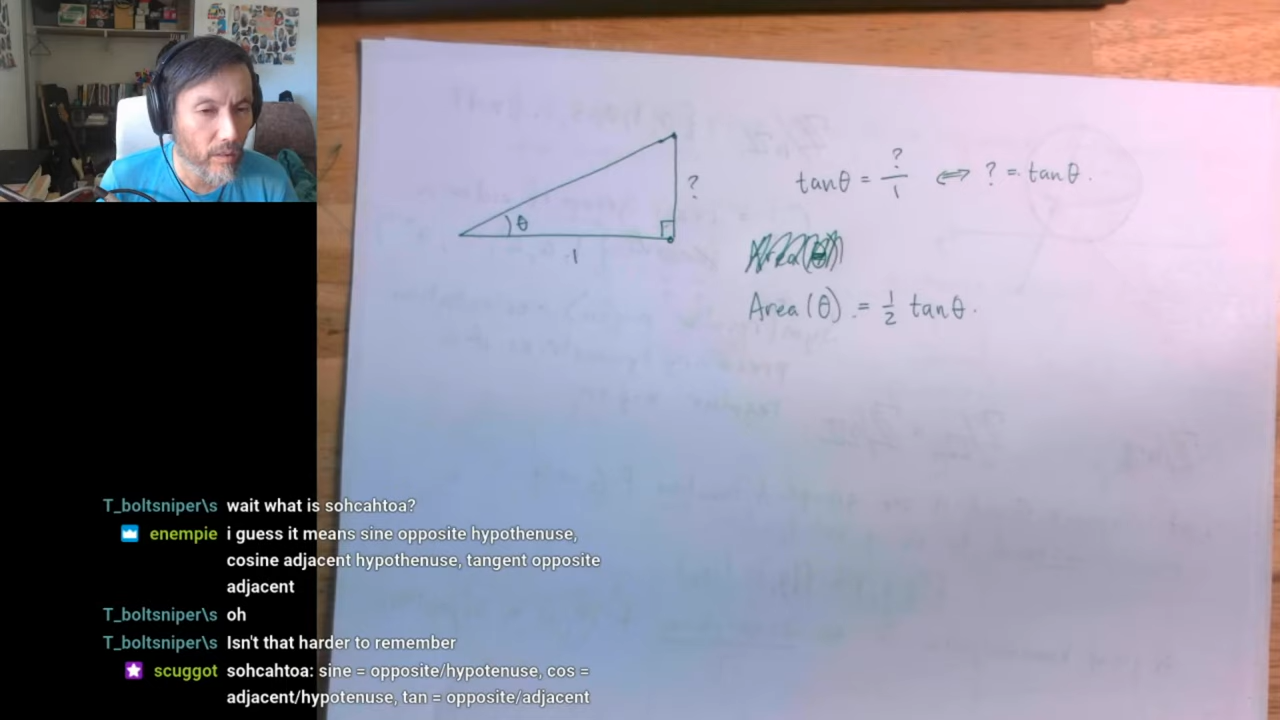 ?
θ
1
tanθ = ?/1 ⟺ ? = tanθ.
Area(θ) = 1/2 tanθ.
T_boltsniper\s wait what is sohcahtoa?
enempie i guess it means sine opposite hypothenuse,
cosine adjacent hypothenuse, tangent opposite
adjacent
T_boltsniper\s oh
T_boltsniper\s Isn't that harder to remember
scuggot sohcahtoa: sine = opposite/hypotenuse, cos =
adjacent/hypotenuse, tan = opposite/adjacent